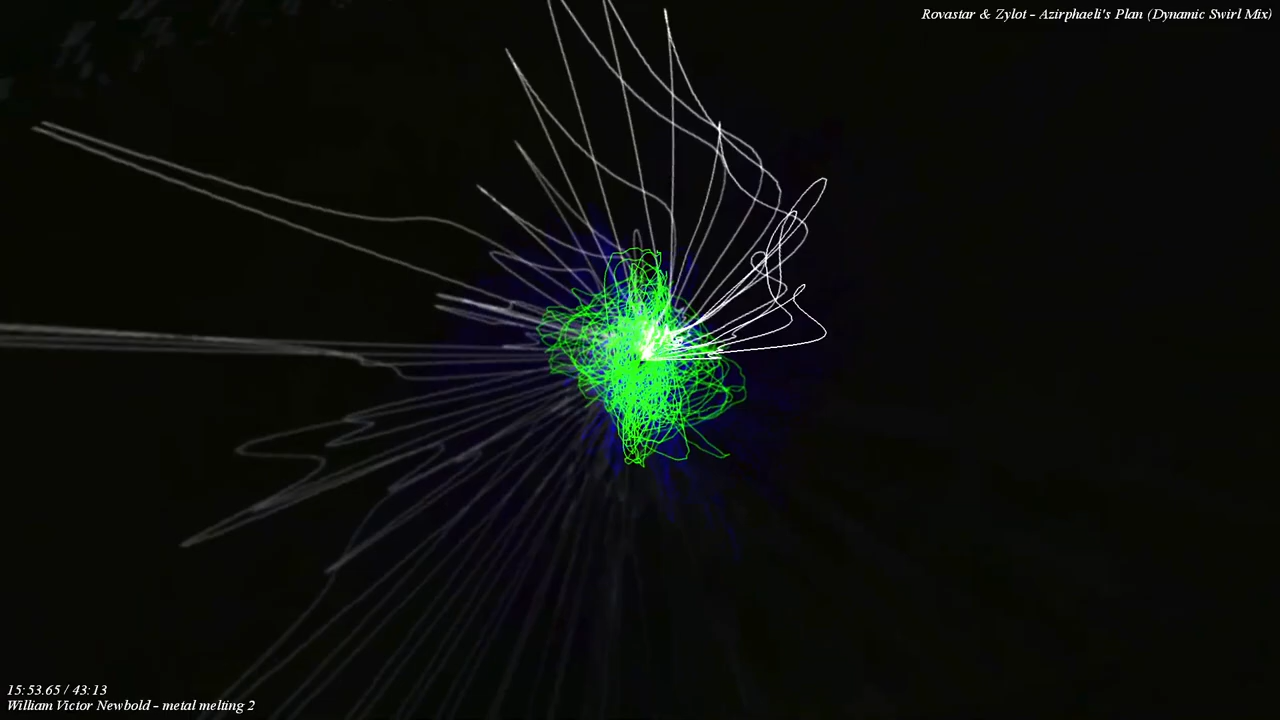 Rovastar & Zylot - Azirphaeli's Plan (Dynamic Swirl Mix)
15:53.65 / 43:13
William Victor Newbold - metal melting 2